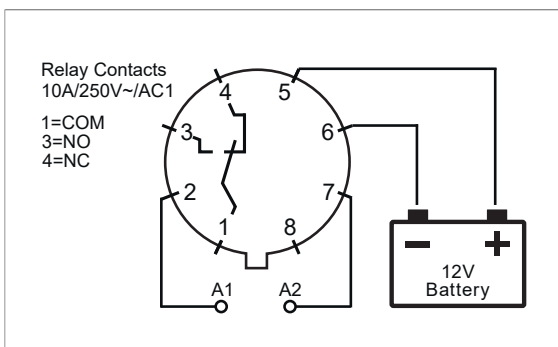 Relay Contacts
10A/250V~/AC1
1=COM
3=NO
4=NC
4
5
3
6
2
7
1
8
A1
A2
12V
Battery